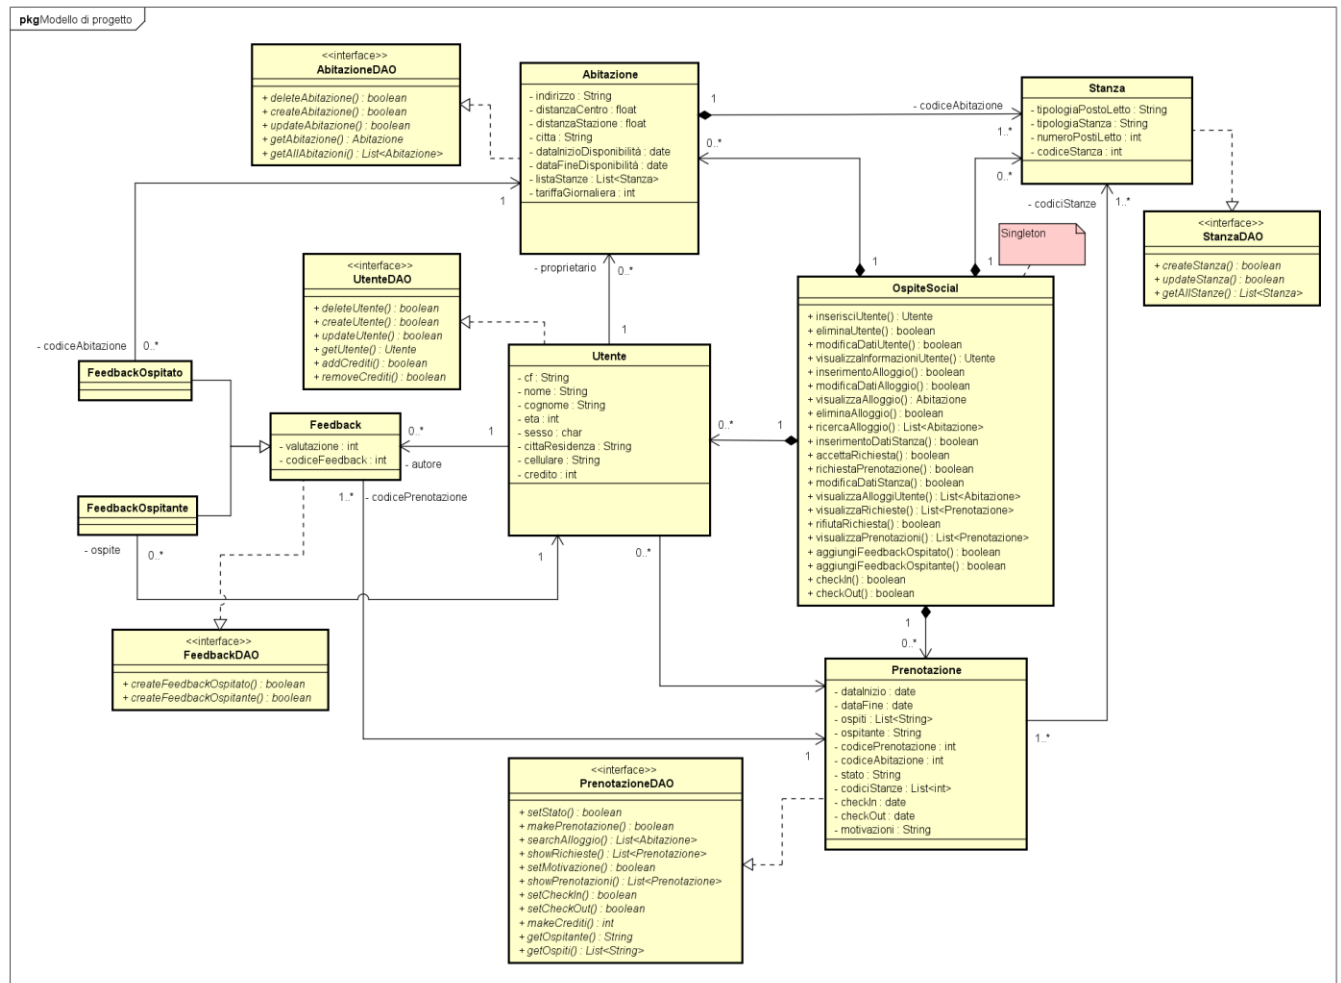 pkg Modello di progetto
<<interface>>
AbitazioneDAO
+ deleteAbitazione() : boolean
+ createAbitazione() : boolean
+ updateAbitazione() : boolean
+ getAbitazione() : Abitazione
+ getAllAbitazioni() : List<Abitazione>
Abitazione
- indirizzo : String
- distanzaCentro : float
- distanzaStazione : float
- citta : String
- dataInizioDisponibilità : date
- dataFineDisponibilità : date
- listaStanze : List<Stanza>
- tariffaGiornaliera : int
1
- codiceAbitazione
1..*
0..*
Stanza
- tipologiaPostoLetto : String
- tipologiaStanza : String
- numeroPostiLetto : int
- codiceStanza : int
0..*
- codiciStanze
1..*
<<interface>>
StanzaDAO
+ createStanza() : boolean
+ updateStanza() : boolean
+ getAllStanze() : List<Stanza>
Singleton
1
1
1
- proprietario
0..*
1
<<interface>>
UtenteDAO
+ deleteUtente() : boolean
+ createUtente() : boolean
+ updateUtente() : boolean
+ getUtente() : Utente
+ addCrediti() : boolean
+ removeCrediti() : boolean
OspiteSocial
+ inserisciUtente() : Utente
+ eliminaUtente() : boolean
+ modificaDatiUtente() : boolean
+ visualizzaInformazioniUtente() : Utente
+ inserimentoAlloggio() : boolean
+ modificaDatiAlloggio() : boolean
+ visualizzaAlloggio() : Abitazione
+ eliminaAlloggio() : boolean
+ ricercaAlloggio() : List<Abitazione>
+ inserimentoDatiStanza() : boolean
+ accettaRichiesta() : boolean
+ richiestaPrenotazione() : boolean
+ modificaDatiStanza() : boolean
+ visualizzaAlloggiUtente() : List<Abitazione>
+ visualizzaRichieste() : List<Prenotazione>
+ rifiutaRichiesta() : boolean
+ visualizzaPrenotazioni() : List<Prenotazione>
+ aggiungiFeedbackOspitato() : boolean
+ aggiungiFeedbackOspitante() : boolean
+ checkIn() : boolean
+ checkOut() : boolean
- codiceAbitazione
0..*
FeedbackOspitato
Utente
- cf : String
- nome : String
- cognome : String
- eta : int
- sesso : char
- cittaResidenza : String
- cellulare : String
- credito : int
0..*
1
Feedback
- valutazione : int
- codiceFeedback : int
0..*
1
- autore
1..*
- codicePrenotazione
FeedbackOspitante
- ospite
0..*
1
0..*
<<interface>>
FeedbackDAO
+ createFeedbackOspitato() : boolean
+ createFeedbackOspitante() : boolean
1
0..*
Prenotazione
- dataInizio : date
- dataFine : date
- ospiti : List<String>
- ospitante : String
- codicePrenotazione : int
- codiceAbitazione : int
- stato : String
- codiciStanze : List<int>
- checkIn : date
- checkOut : date
- motivazioni : String
1
1..*
<<interface>>
PrenotazioneDAO
+ setStato() : boolean
+ makePrenotazione() : boolean
+ searchAlloggio() : List<Abitazione>
+ showRichieste() : List<Prenotazione>
+ setMotivazione() : boolean
+ showPrenotazioni() : List<Prenotazione>
+ setCheckIn() : boolean
+ setCheckOut() : boolean
+ makeCrediti() : int
+ getOspitante() : String
+ getOspiti() : List<String>